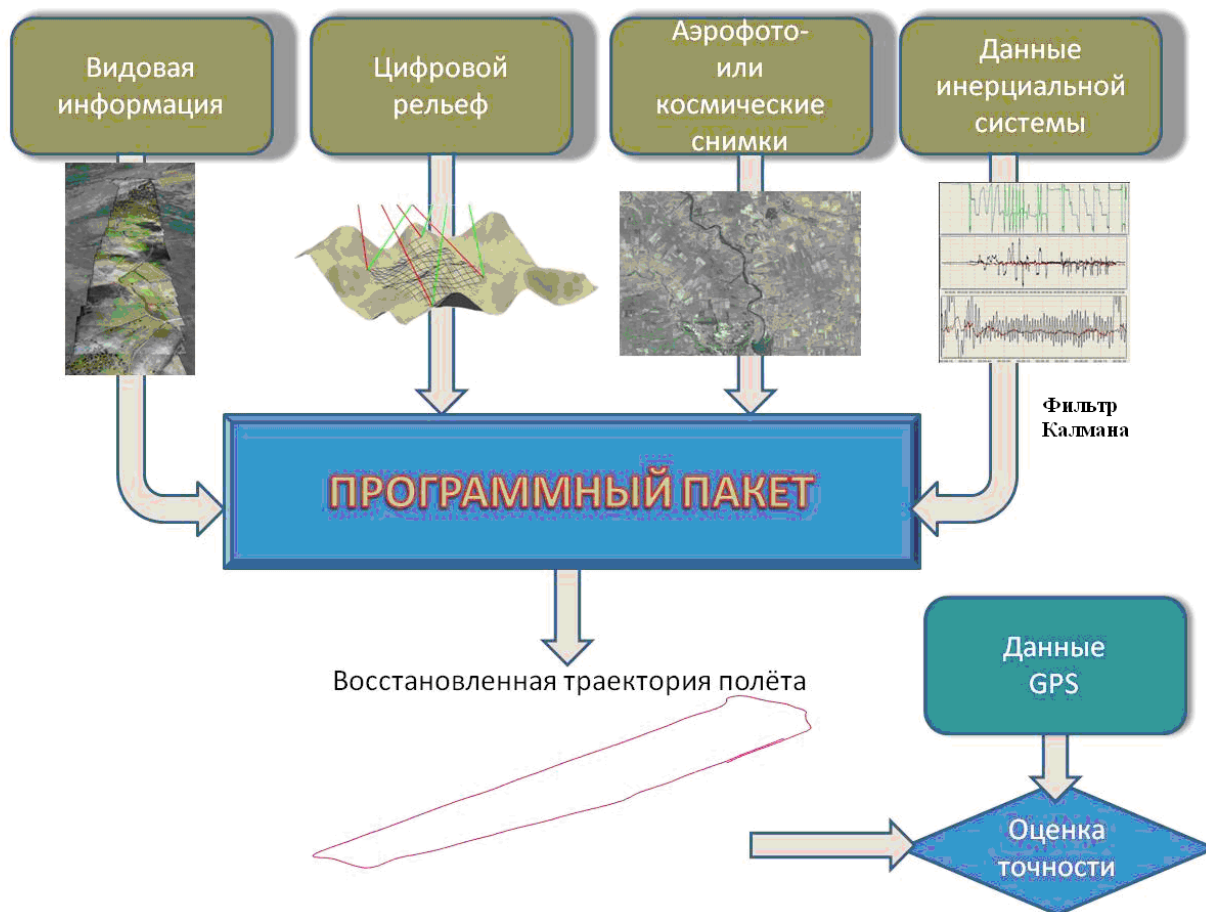 Видовая
информация
Цифровой
рельеф
Аэрофото-
или
космические
снимки
Данные
инерциальной
системы
Фильтр
Калмана
ПРОГРАММНЫЙ ПАКЕТ
Восстановленная траектория полёта
Данные
GPS
Оценка
точности